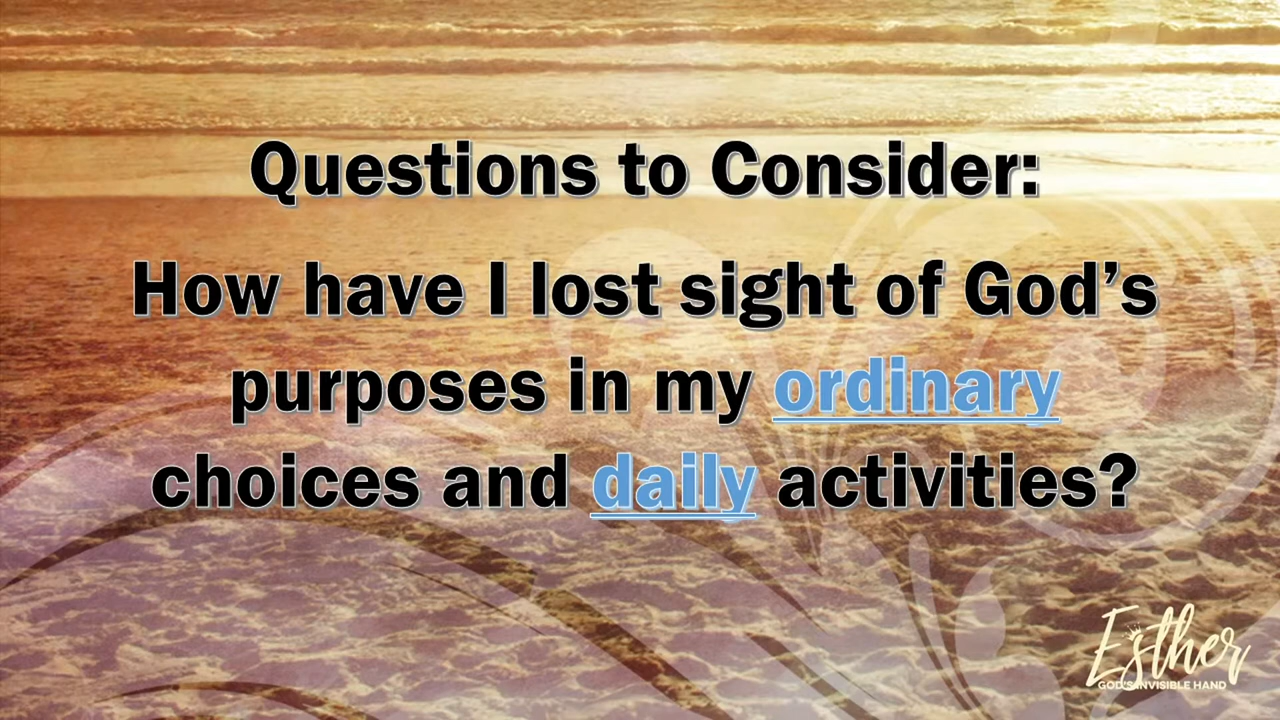 Questions to Consider:
How have I lost sight of God’s
purposes in my ordinary
choices and daily activities?
Esther
GOD'S INVISIBLE HAND